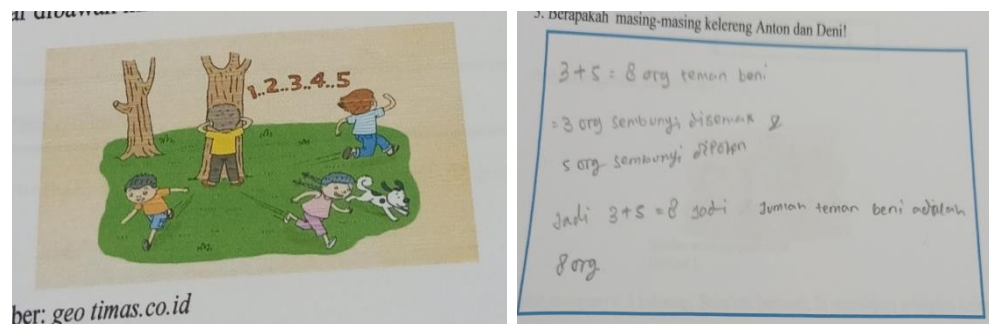 1..2..3..4..5
ber: geo timas.co.id
3. Berapakah masing-masing kelereng Anton dan Deni!
3+5 = 8 org teman beni
= 3 org sembunyi disemak &
5 org sembunyi dipohon
Jadi 3+5 = 8 jadi Jumlah teman beni adalah
8 org